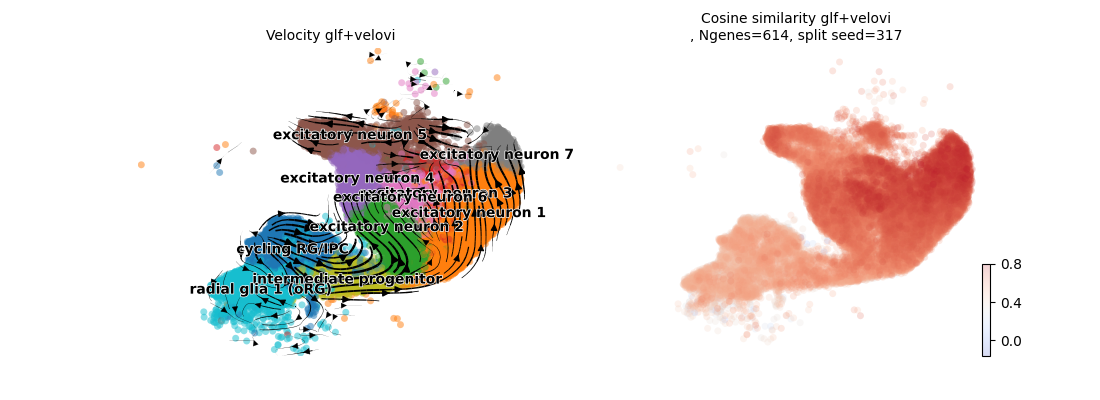 Velocity glf+velovi
Cosine similarity glf+velovi
, Ngenes=614, split seed=317
excitatory neuron 5
excitatory neuron 7
excitatory neuron 4
excitatory neuron 3
excitatory neuron 6
excitatory neuron 1
excitatory neuron 2
cycling RG/IPC
intermediate progenitor
radial glia 1 (oRG)
0.8
0.4
0.0